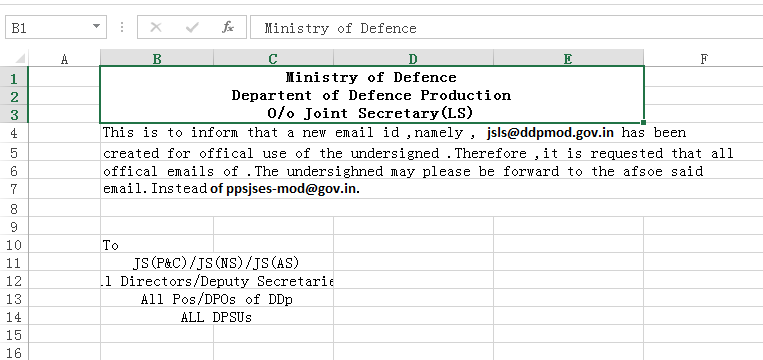 B1
fx
Ministry of Defence
A B C D E F
1 Ministry of Defence
2 Departent of Defence Production
3 O/o Joint Secretary(LS)
4 This is to inform that a new email id ,namely , jsls@ddpmod.gov.in has been
5 created for offical use of the undersigned .Therefore ,it is requested that all
6 offical emails of .The undersighned may please be forward to the afsoe said
7 email.Instead of ppsjses-mod@gov.in.
8
9
10 To
11 JS(P&C)/JS(NS)/JS(AS)
12 .l Directors/Deputy Secretarie
13 All Pos/DPOs of DDp
14 ALL DPSUs
15
16